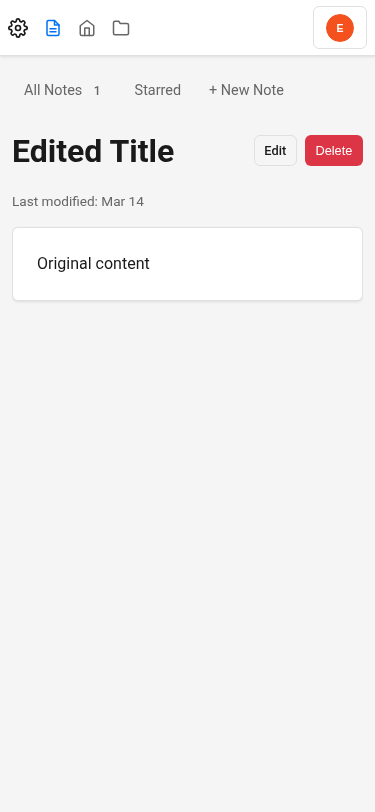 E
All Notes 1 Starred + New Note
Edited Title Edit Delete
Last modified: Mar 14
Original content